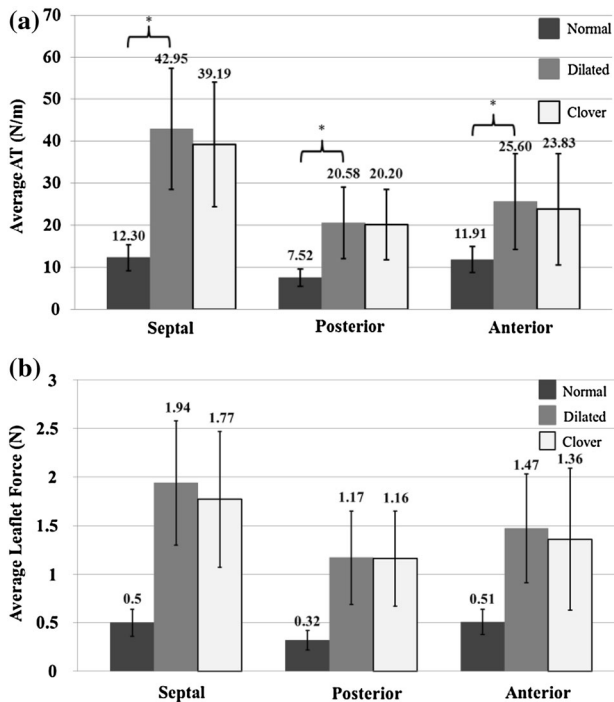 (a)
70
60
50
40
30
20
10
0
Average AT (N/m)
Normal
Dilated
Clover
*
42.95
39.19
12.30
*
20.58
20.20
7.52
*
25.60
23.83
11.91
Septal
Posterior
Anterior
(b)
3
2.5
2
1.5
1
0.5
0
Average Leaflet Force (N)
Normal
Dilated
Clover
1.94
1.77
0.5
1.17
1.16
0.32
1.47
1.36
0.51
Septal
Posterior
Anterior